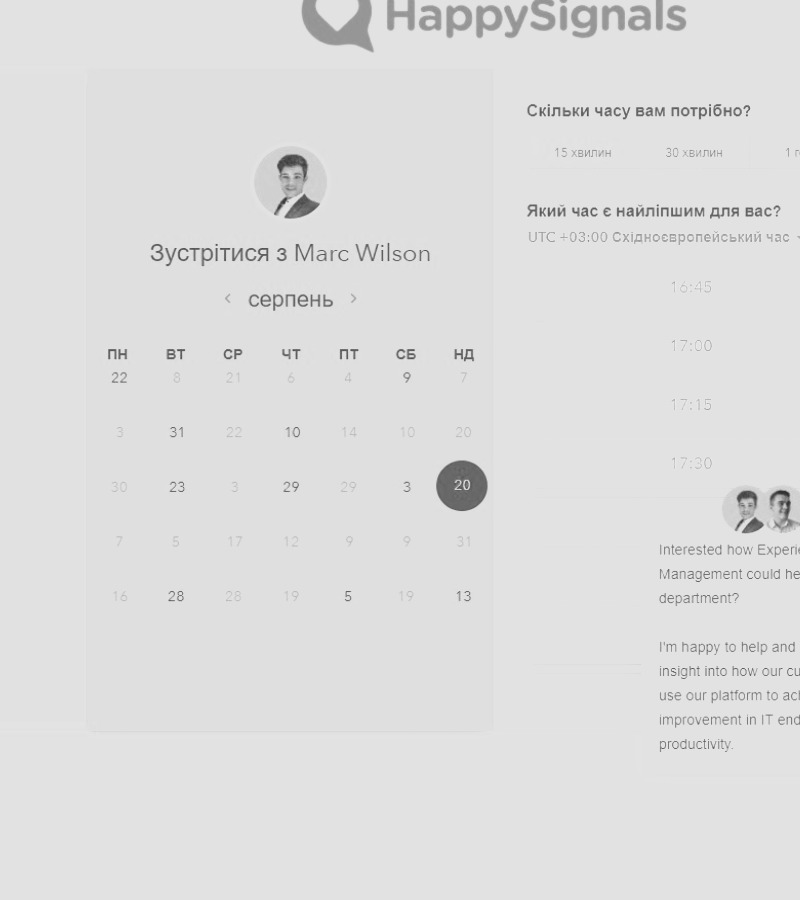 HappySignals
Зустрітися з Marc Wilson
серпень
ПН ВТ СР ЧТ ПТ СБ НД
22 8 21 6 4 9 7
3 31 22 10 14 10 20
30 23 3 29 29 3 20
7 5 17 12 9 9 31
16 28 28 19 5 19 13
Скільки часу вам потрібно?
15 хвилин 30 хвилин 1
Який час є найліпшим для вас?
UTC +03:00 Східноєвропейський час
16:45
17:00
17:15
17:30
Interested how
Management could
department?
I'm happy to help and
insight into how our
use our platform to
improvement in IT
productivity.